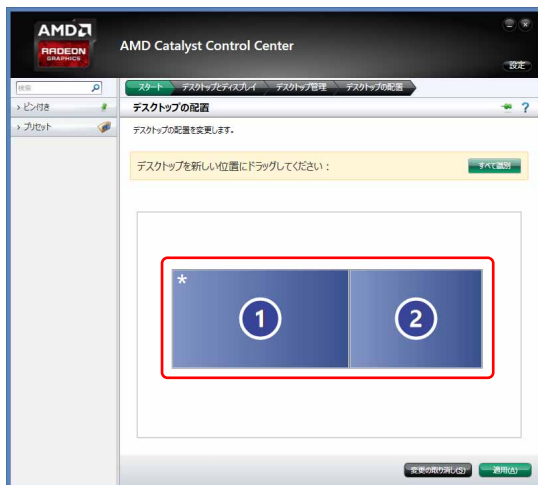 AMD
RADEON
GRAPHICS
AMD Catalyst Control Center
設定
検索
スタート デスクトップとディスプレイ デスクトップ管理 デスクトップの配置
›ピン付き
›プリセット
デスクトップの配置
?
デスクトップの配置を変更します。
デスクトップを新しい位置にドラッグしてください：
すべて識別
*
1
2
変更の取り消し(S)
適用(A)